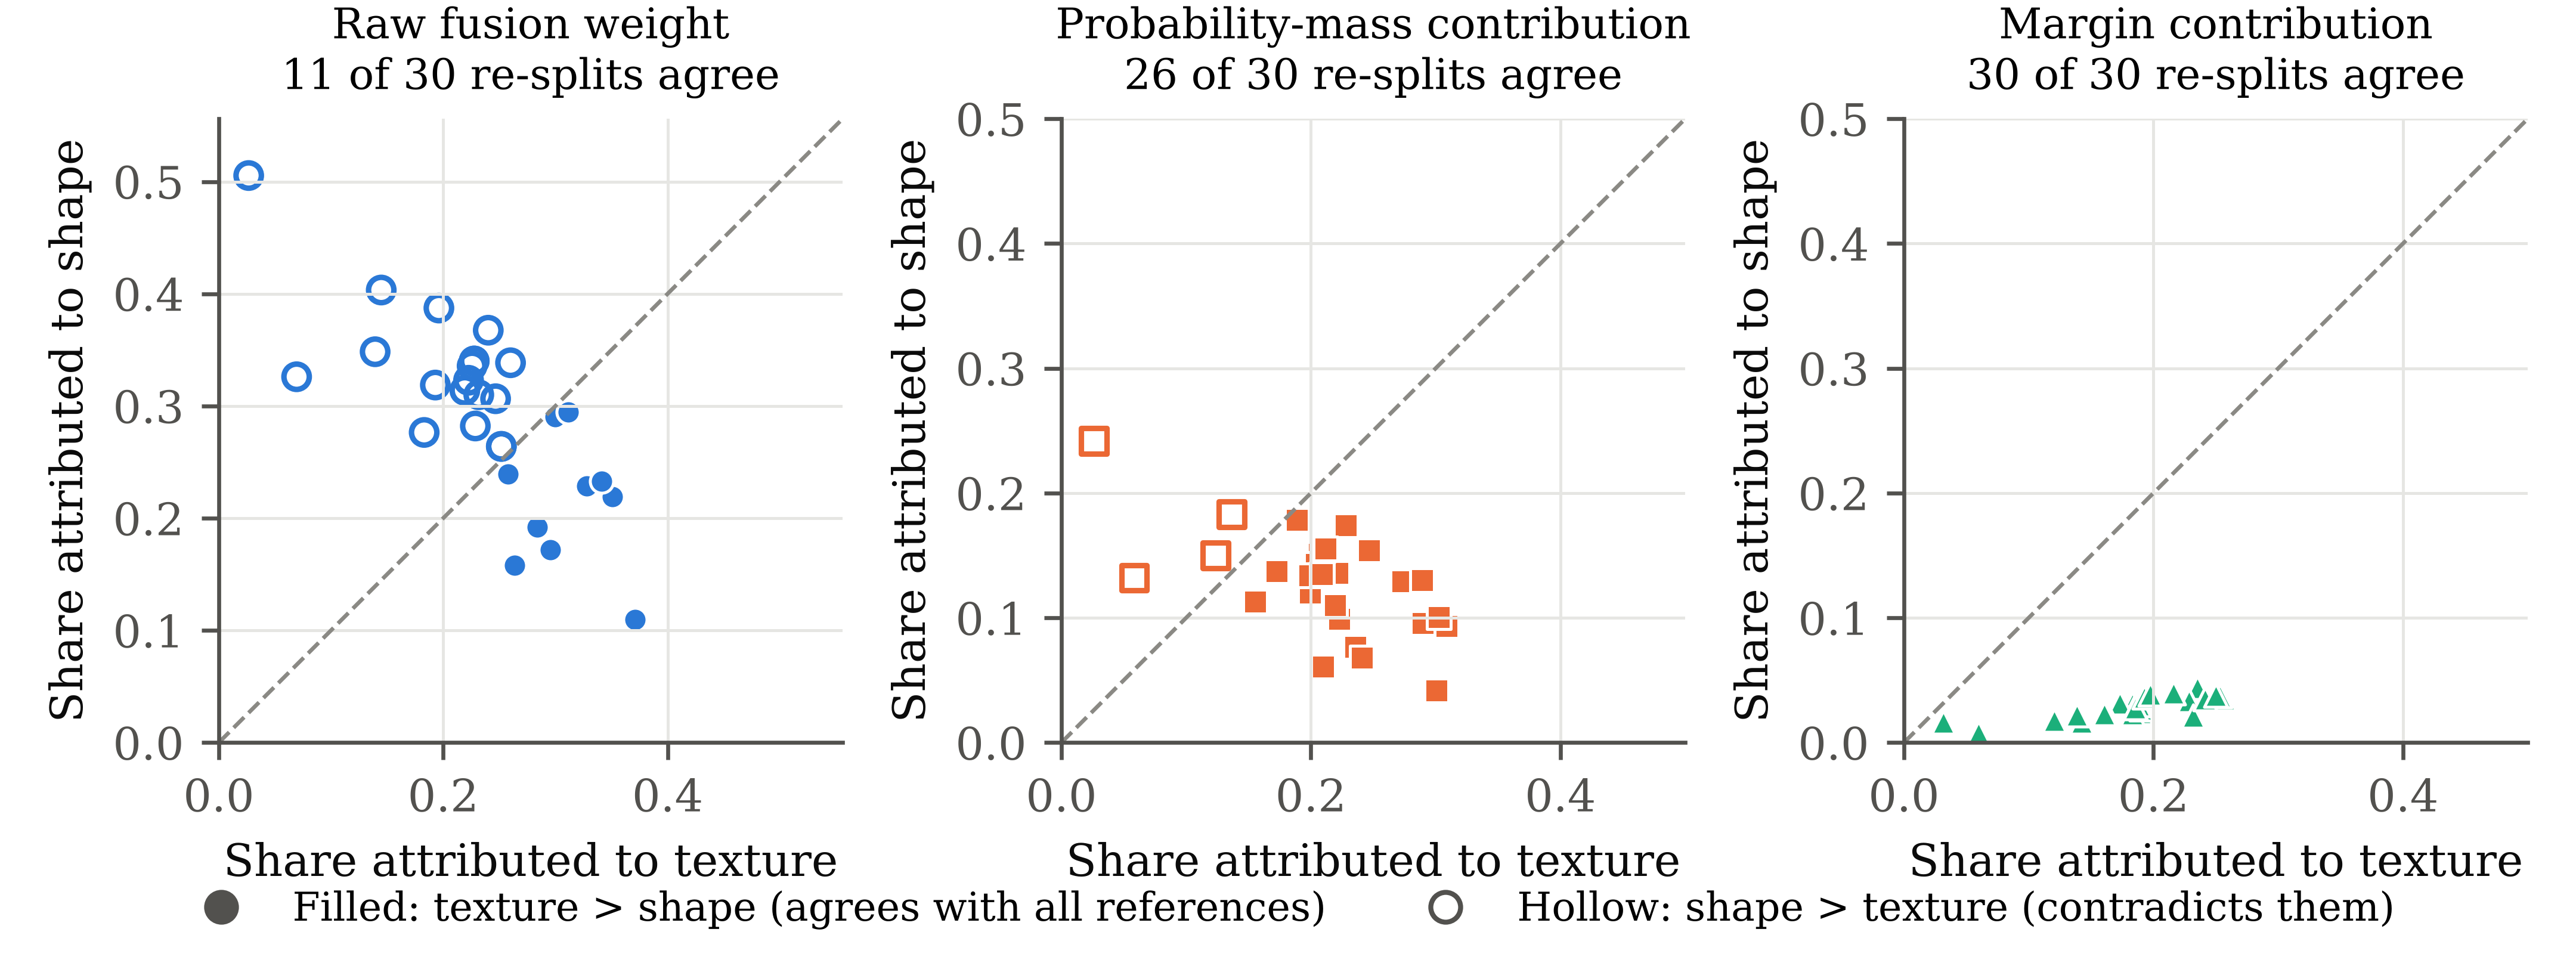 Raw fusion weight
11 of 30 re-splits agree
Share attributed to shape
0.5
0.4
0.3
0.2
0.1
0.0
0.0 0.2 0.4
Share attributed to texture
Probability-mass contribution
26 of 30 re-splits agree
Share attributed to shape
0.5
0.4
0.3
0.2
0.1
0.0
0.0 0.2 0.4
Share attributed to texture
Margin contribution
30 of 30 re-splits agree
Share attributed to shape
0.5
0.4
0.3
0.2
0.1
0.0
0.0 0.2 0.4
Share attributed to texture
Filled: texture > shape (agrees with all references)
Hollow: shape > texture (contradicts them)